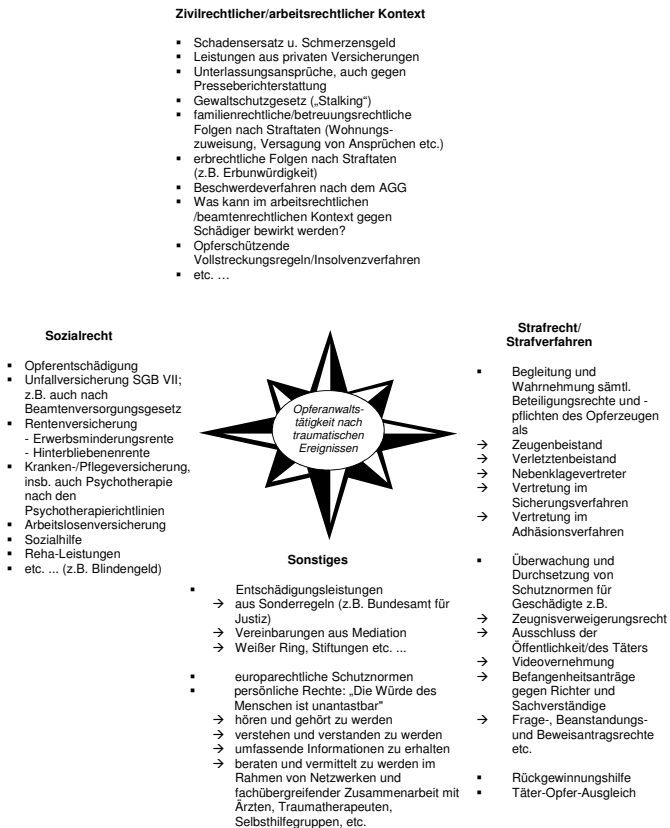 Zivilrechtlicher/arbeitsrechtlicher Kontext
▪ Schadensersatz u. Schmerzensgeld
▪ Leistungen aus privaten Versicherungen
▪ Unterlassungsansprüche, auch gegen
Presseberichterstattung
▪ Gewaltschutzgesetz („Stalking“)
▪ familienrechtliche/betreuungsrechtliche
Folgen nach Straftaten (Wohnungs-
zuweisung, Versagung von Ansprüchen etc.)
▪ erbrechtliche Folgen nach Straftaten
(z.B. Erbunwürdigkeit)
▪ Beschwerdeverfahren nach dem AGG
▪ Was kann im arbeitsrechtlichen
/beamtenrechtlichen Kontext gegen
Schädiger bewirkt werden?
▪ Opferschützende
Vollstreckungsregeln/Insolvenzverfahren
▪ etc. …
Sozialrecht
▪ Opferentschädigung
▪ Unfallversicherung SGB VII;
z.B. auch nach
Beamtenversorgungsgesetz
▪ Rentenversicherung
- Erwerbsminderungsrente
- Hinterbliebenenrente
▪ Kranken-/Pflegeversicherung,
insb. auch Psychotherapie
nach den
Psychotherapierichtlinien
▪ Arbeitslosenversicherung
▪ Sozialhilfe
▪ Reha-Leistungen
▪ etc. ... (z.B. Blindengeld)
Opferanwalts-
tätigkeit nach
traumatischen
Ereignissen
Strafrecht/
Strafverfahren
▪ Begleitung und
Wahrnehmung sämtl.
Beteiligungsrechte und -
pflichten des Opferzeugen
als
→ Zeugenbeistand
→ Verletztenbeistand
→ Nebenklagevertreter
→ Vertretung im
Sicherungsverfahren
→ Vertretung im
Adhäsionsverfahren
▪ Überwachung und
Durchsetzung von
Schutznormen für
Geschädigte z.B.
→ Zeugnisverweigerungsrecht
→ Ausschluss der
Öffentlichkeit/des Täters
→ Videovernehmung
→ Befangenheitsanträge
gegen Richter und
Sachverständige
→ Frage-, Beanstandungs-
und Beweisantragsrechte
etc.
▪ Rückgewinnungshilfe
▪ Täter-Opfer-Ausgleich
Sonstiges
▪ Entschädigungsleistungen
→ aus Sonderregeln (z.B. Bundesamt für
Justiz)
→ Vereinbarungen aus Mediation
→ Weißer Ring, Stiftungen etc. ...
▪ europarechtliche Schutznormen
▪ persönliche Rechte: „Die Würde des
Menschen ist unantastbar"
→ hören und gehört zu werden
→ verstehen und verstanden zu werden
→ umfassende Informationen zu erhalten
→ beraten und vermittelt zu werden im
Rahmen von Netzwerken und
fachübergreifender Zusammenarbeit mit
Ärzten, Traumatherapeuten,
Selbsthilfegruppen, etc.